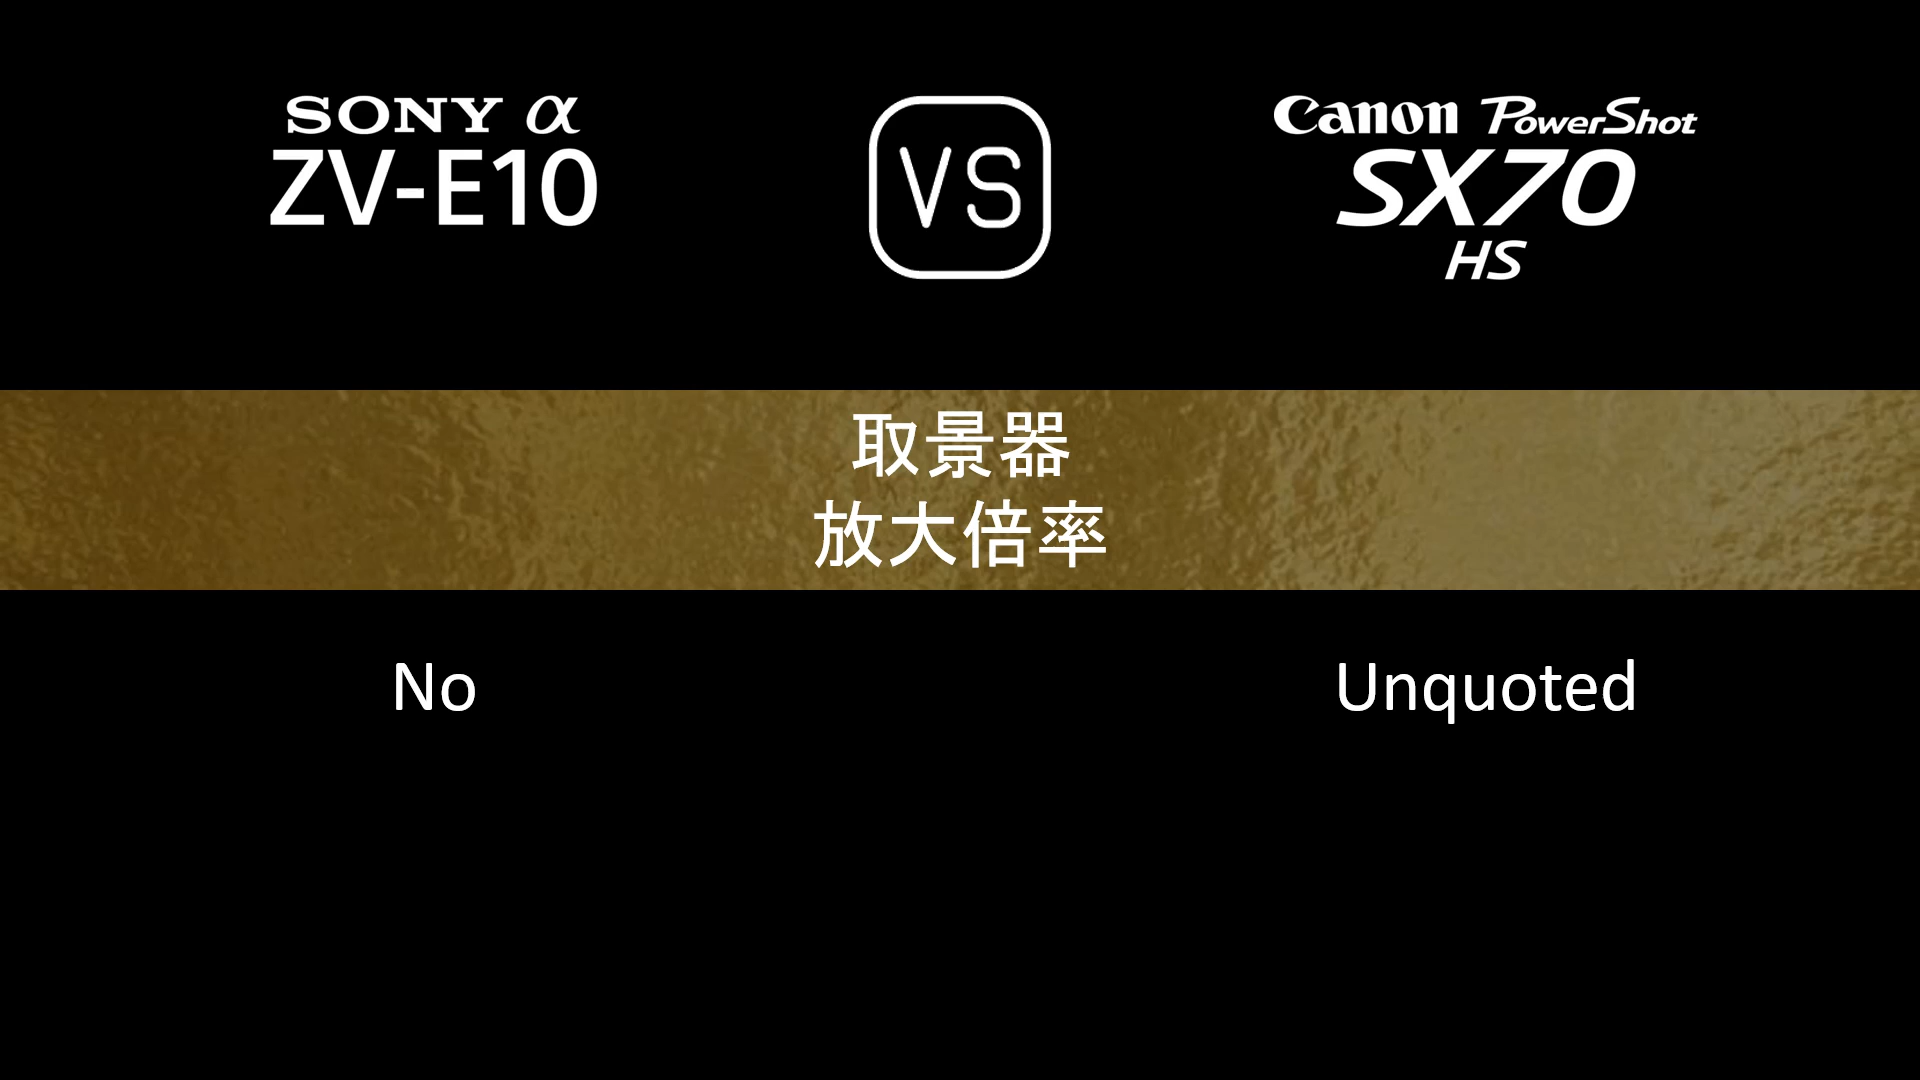 SONY α
ZV-E10
VS
Canon PowerShot
SX70
HS
取景器
放大倍率
No
Unquoted